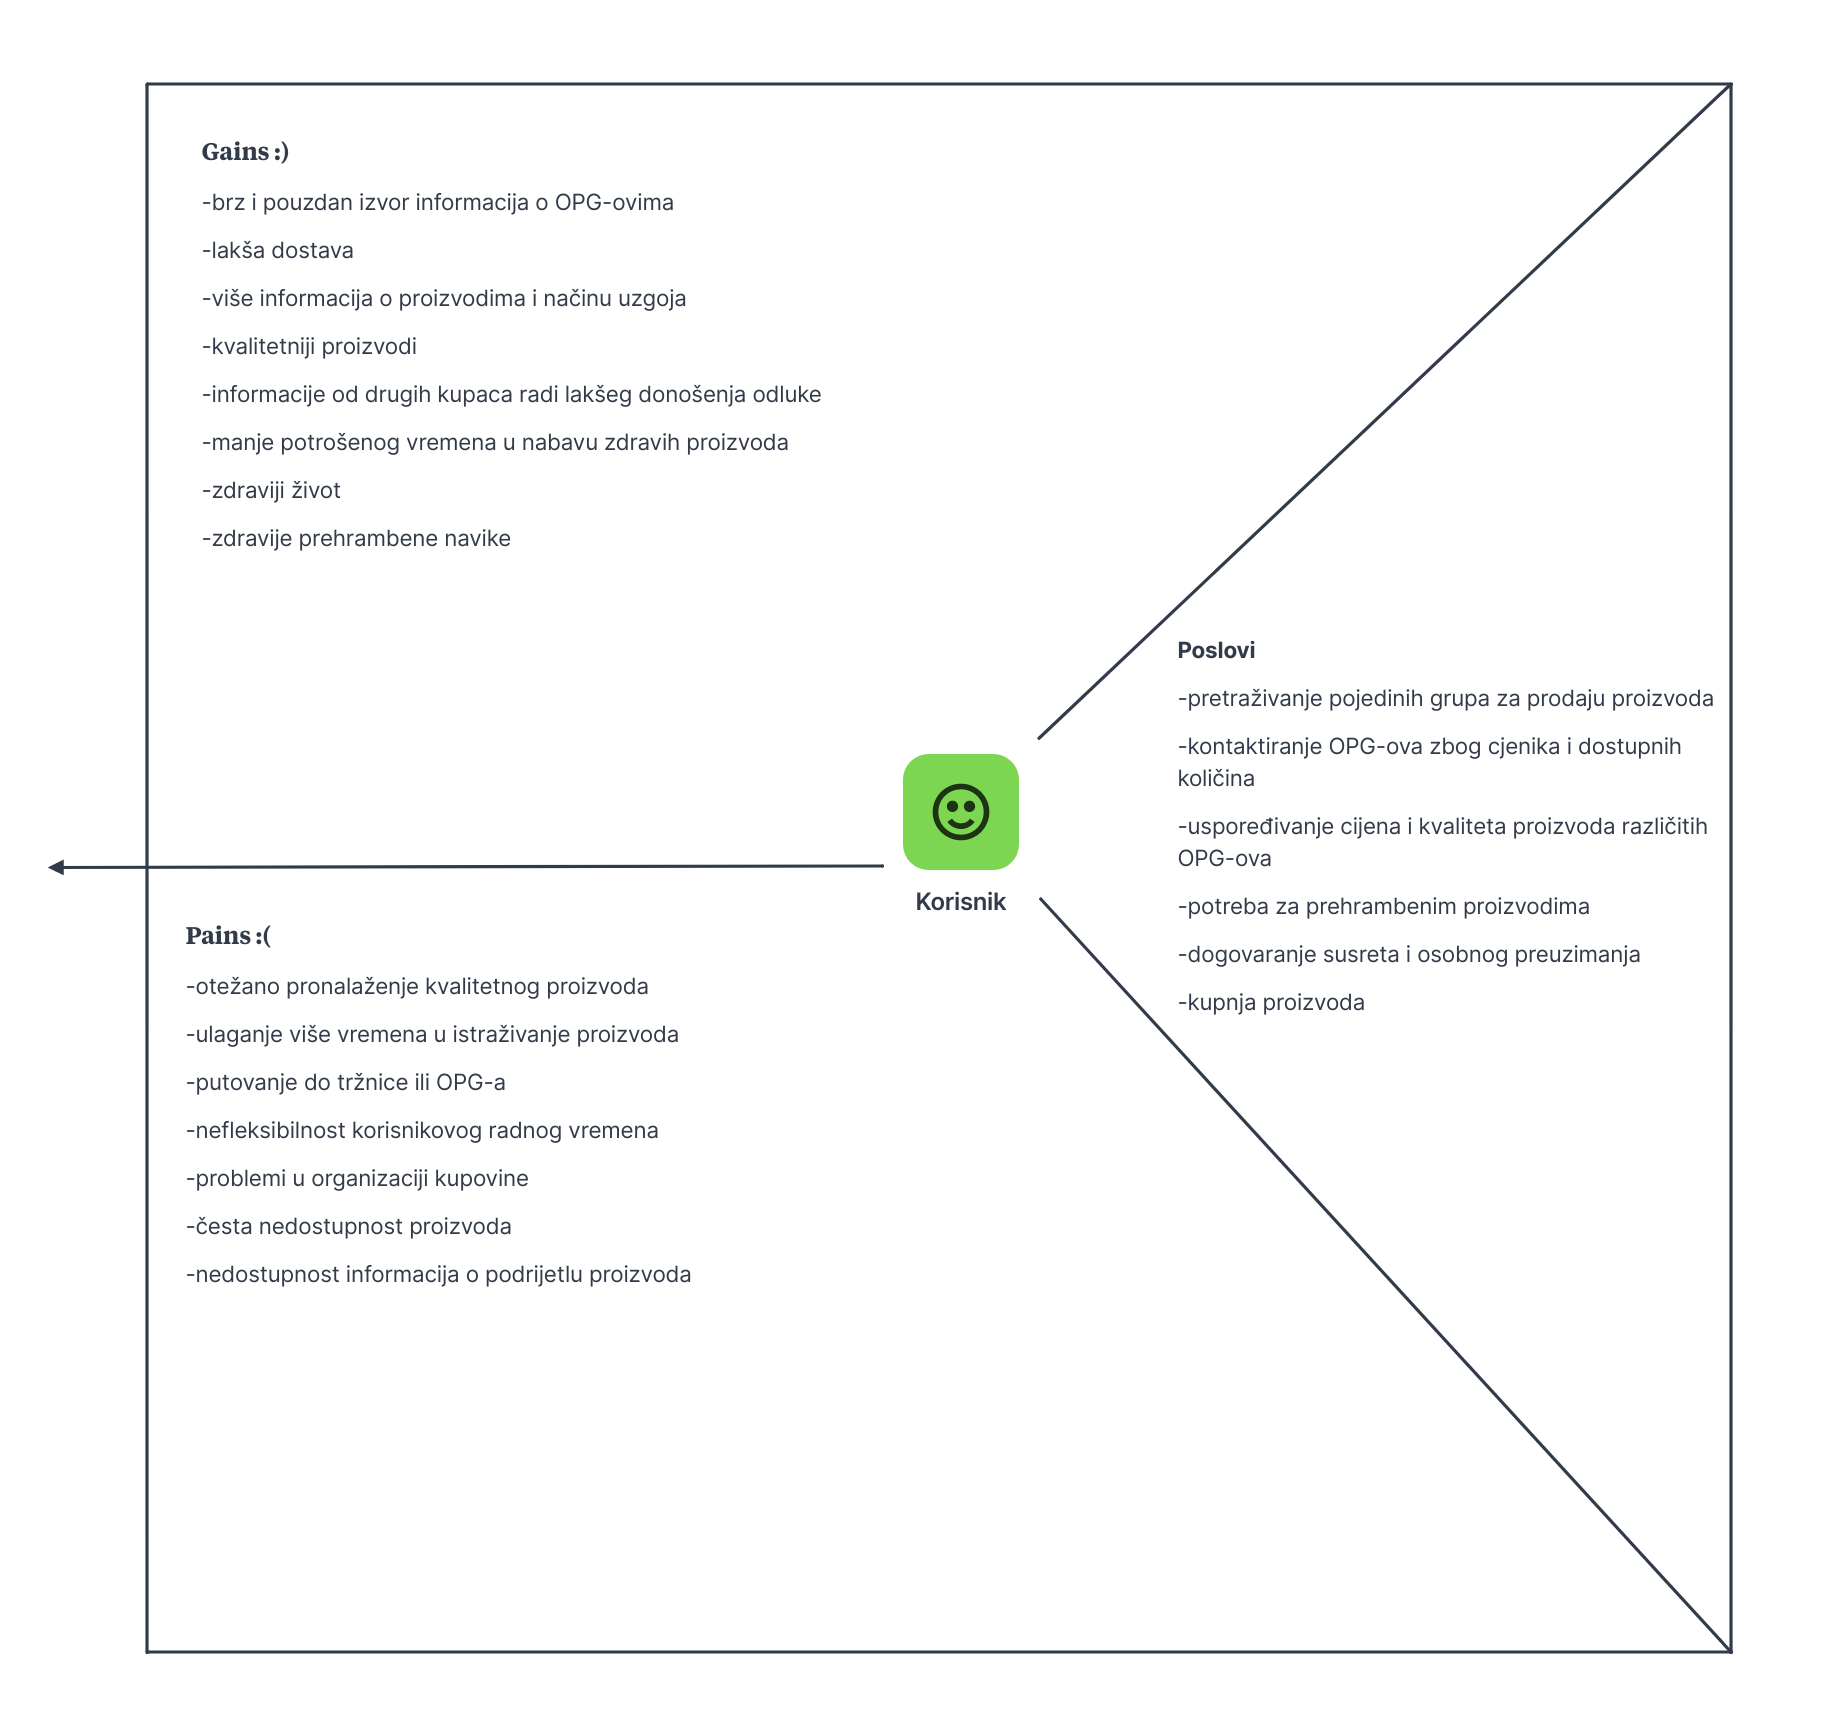 Gains :)
-brz i pouzdan izvor informacija o OPG-ovima
-lakša dostava
-više informacija o proizvodima i načinu uzgoja
-kvalitetniji proizvodi
-informacije od drugih kupaca radi lakšeg donošenja odluke
-manje potrošenog vremena u nabavu zdravih proizvoda
-zdraviji život
-zdravije prehrambene navike
Korisnik
Poslovi
-pretraživanje pojedinih grupa za prodaju proizvoda
-kontaktiranje OPG-ova zbog cjenika i dostupnih
količina
-uspoređivanje cijena i kvaliteta proizvoda različitih
OPG-ova
-potreba za prehrambenim proizvodima
-dogovaranje susreta i osobnog preuzimanja
-kupnja proizvoda
Pains :(
-otežano pronalaženje kvalitetnog proizvoda
-ulaganje više vremena u istraživanje proizvoda
-putovanje do tržnice ili OPG-a
-nefleksibilnost korisnikovog radnog vremena
-problemi u organizaciji kupovine
-česta nedostupnost proizvoda
-nedostupnost informacija o podrijetlu proizvoda